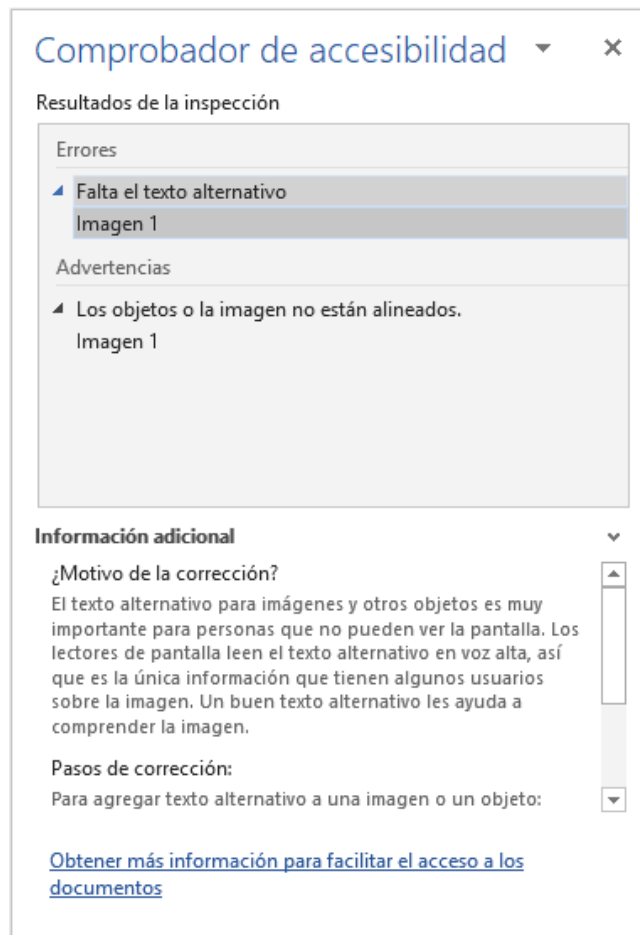 Comprobador de accesibilidad
Resultados de la inspección
Errores
Falta el texto alternativo
Imagen 1
Advertencias
Los objetos o la imagen no están alineados.
Imagen 1
Información adicional
¿Motivo de la corrección?
El texto alternativo para imágenes y otros objetos es muy
importante para personas que no pueden ver la pantalla. Los
lectores de pantalla leen el texto alternativo en voz alta, así
que es la única información que tienen algunos usuarios
sobre la imagen. Un buen texto alternativo les ayuda a
comprender la imagen.
Pasos de corrección:
Para agregar texto alternativo a una imagen o un objeto:
Obtener más información para facilitar el acceso a los
documentos